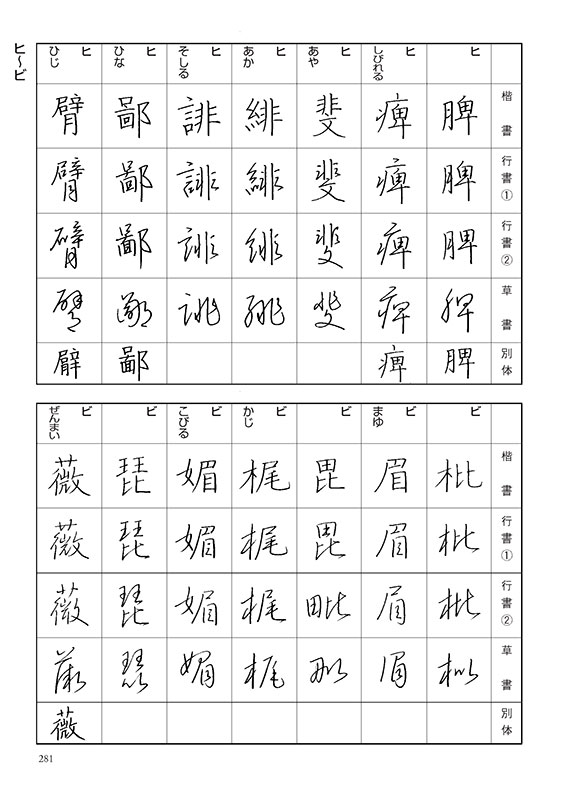 ヒ〜ビ
楷書 行書① 行書② 草書 別体
ヒ 脾 脾 脾 脾 脾
ヒ しびれる 痺 痺 痺 痺 痺
ヒ あや 斐 斐 斐 斐
ヒ あか 緋 緋 緋 緋
ヒ そしる 誹 誹 誹 誹
ヒ ひな 鄙 鄙 鄙 鄙 鄙
ヒ ひじ 臂 臂 臂 臂 臂
楷書 行書① 行書② 草書 別体
ビ 枇 枇 枇 枇
ビ まゆ 眉 眉 眉 眉
ビ 毘 毘 毗 毗
ビ かじ 梶 梶 梶 梶
ビ こびる 媚 媚 媚 媚
ビ 琵 琵 琵 琵
ビ ぜんまい 薇 薇 薇 薇 薇
281